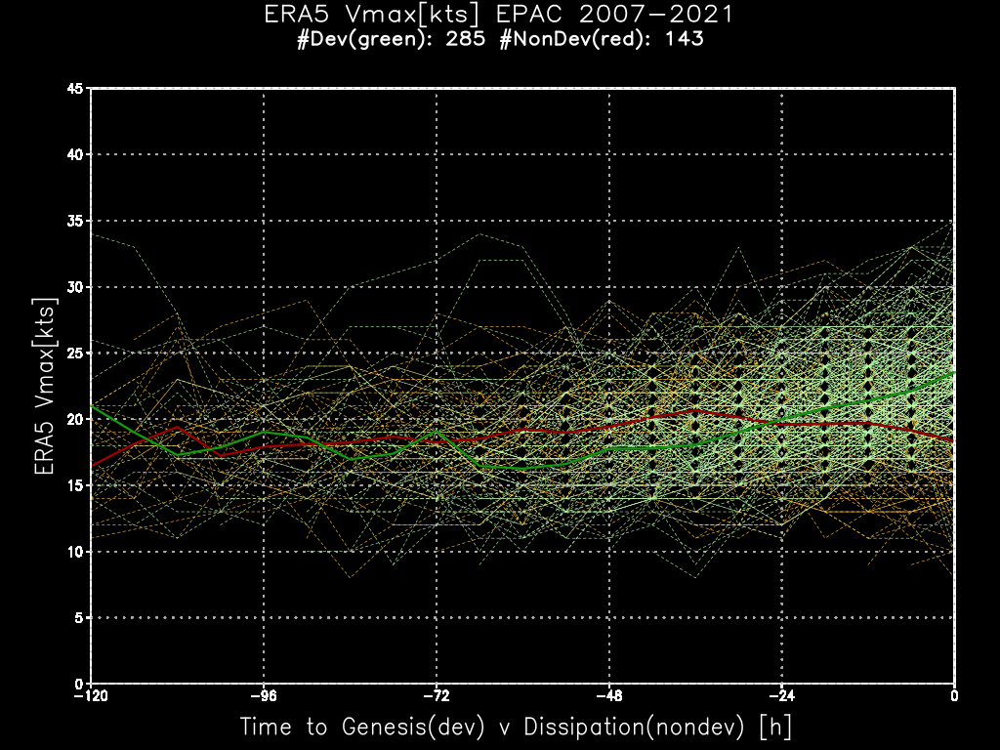 ERA5 Vmax[kts] EPAC 2007-2021
#Dev(green): 285 #NonDev(red): 143
45
40
35
30
25
20
15
10
5
0
ERA5 Vmax[kts]
-120 -96 -72 -48 -24 0
Time to Genesis(dev) v Dissipation(nondev) [h]